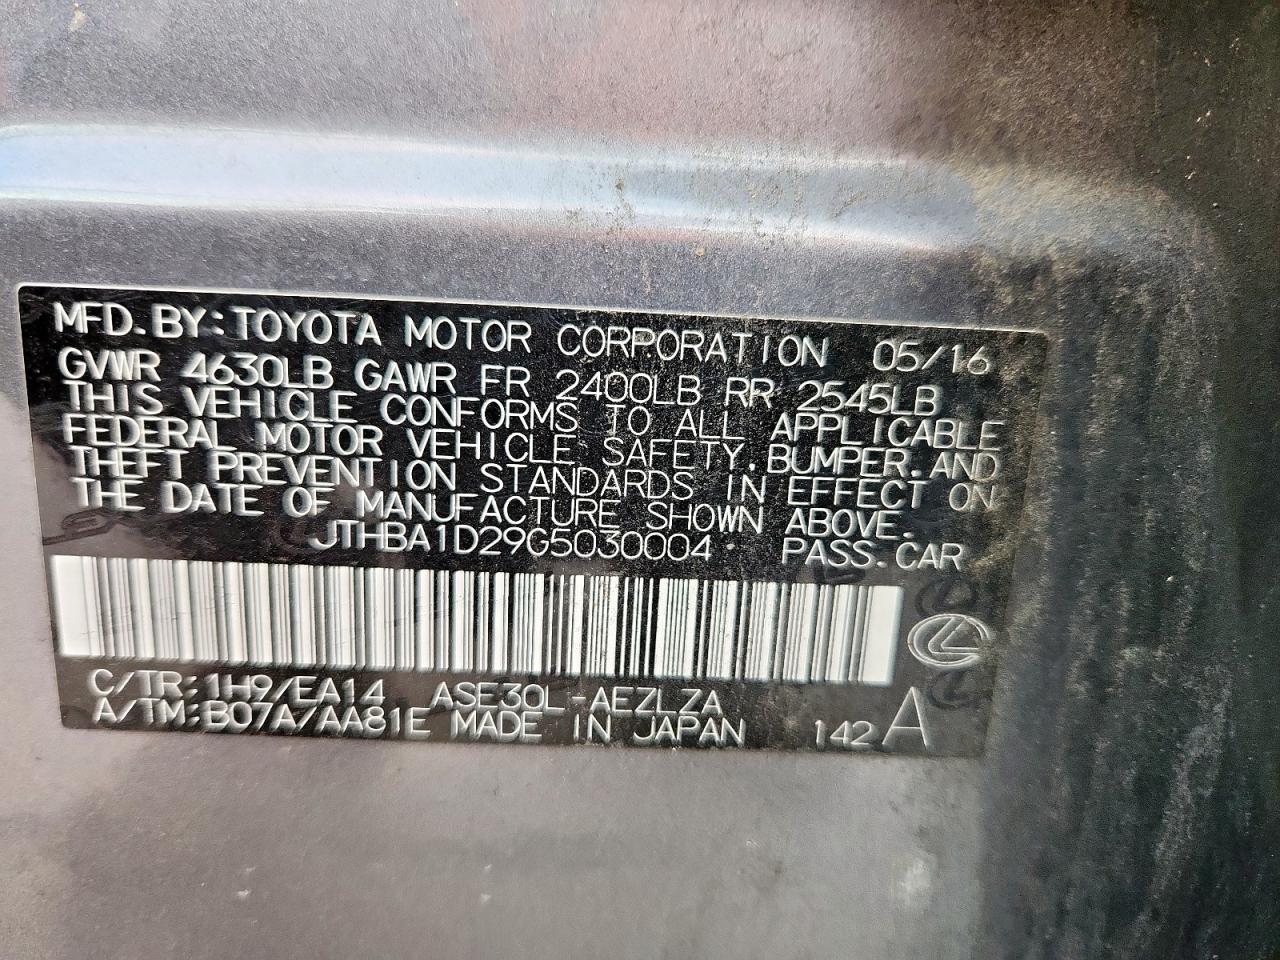 MFD.BY:TOYOTA MOTOR CORPORATION 05/16
GVWR 4630LB GAWR FR 2400LB RR 2545LB
THIS VEHICLE CONFORMS TO ALL APPLICABLE
FEDERAL MOTOR VEHICLE SAFETY,BUMPER,AND
THEFT PREVENTION STANDARDS IN EFFECT ON
THE DATE OF MANUFACTURE SHOWN ABOVE.
JTHBA1D29G5030004 PASS.CAR
C/TR:1H9/EA14 ASE30L-AEZLZA
A/TM:B07A/AA81E MADE IN JAPAN 142 A